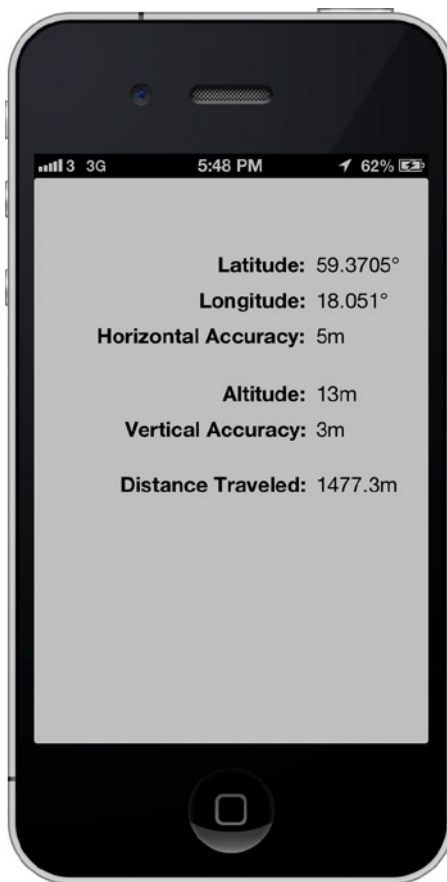 3 3G 5:48 PM 62%
Latitude: 59.3705°
Longitude: 18.051°
Horizontal Accuracy: 5m
Altitude: 13m
Vertical Accuracy: 3m
Distance Traveled: 1477.3m